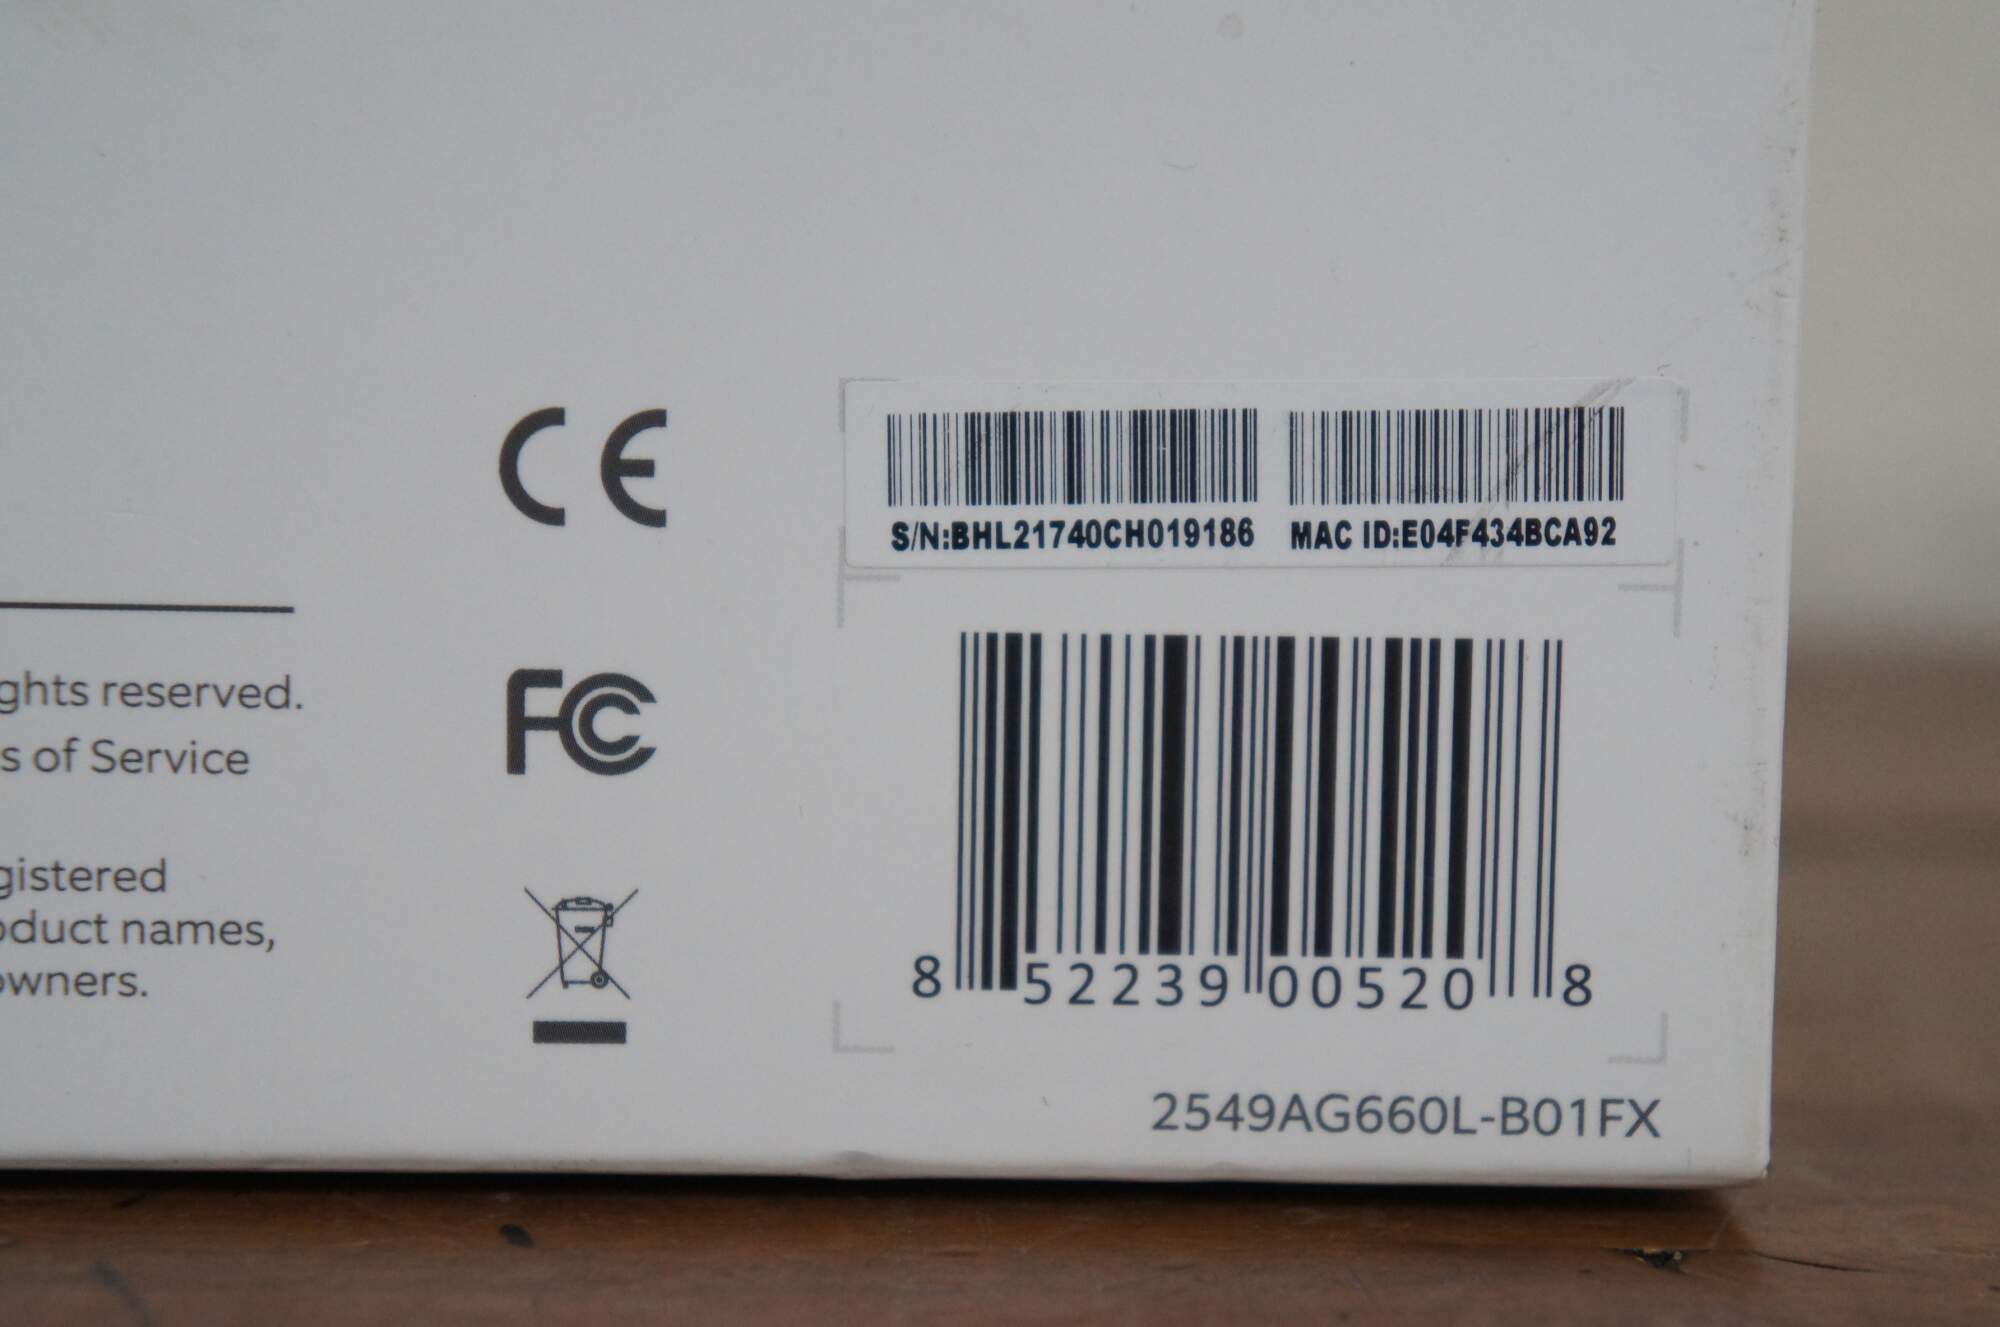 ghts reserved.
s of Service
gistered
oduct names,
owners.
CE
FC
S/N:BHL21740CH019186 MAC ID:E04F434BCA92
8 52239 00520 8
2549AG660L-B01FX